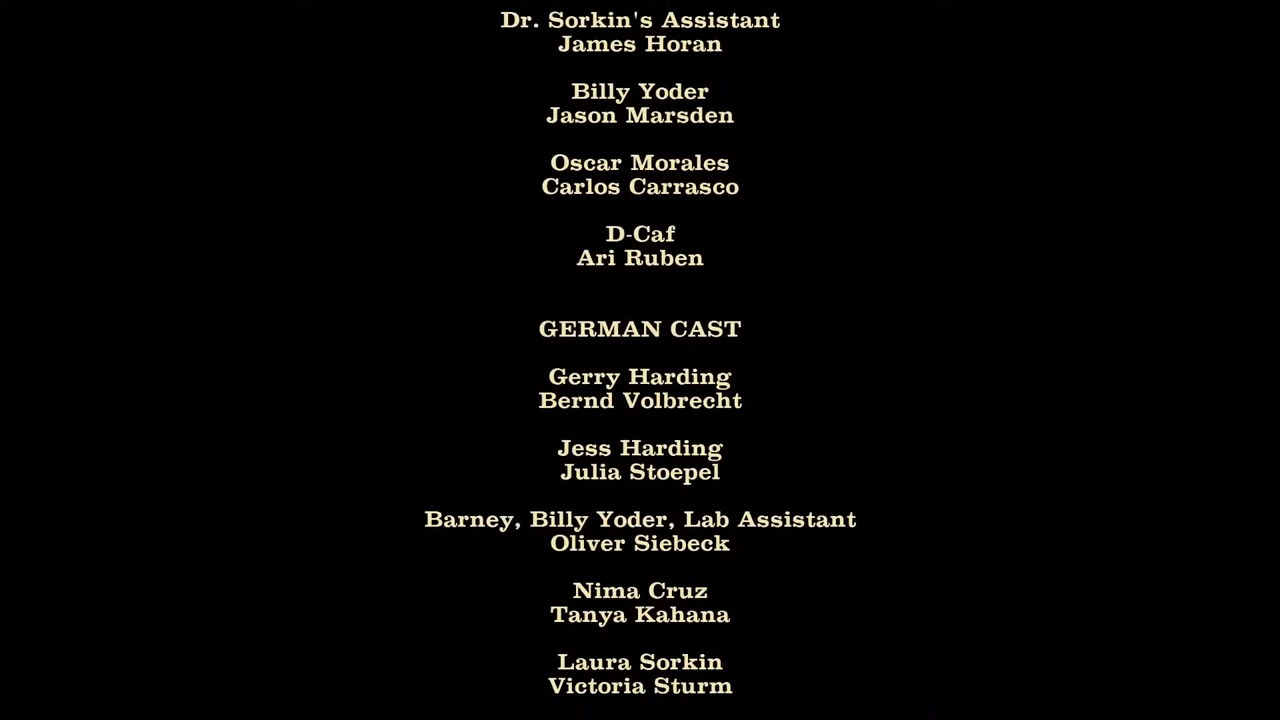 Dr. Sorkin's Assistant
James Horan
Billy Yoder
Jason Marsden
Oscar Morales
Carlos Carrasco
D-Caf
Ari Ruben
GERMAN CAST
Gerry Harding
Bernd Volbrecht
Jess Harding
Julia Stoepel
Barney, Billy Yoder, Lab Assistant
Oliver Siebeck
Nima Cruz
Tanya Kahana
Laura Sorkin
Victoria Sturm